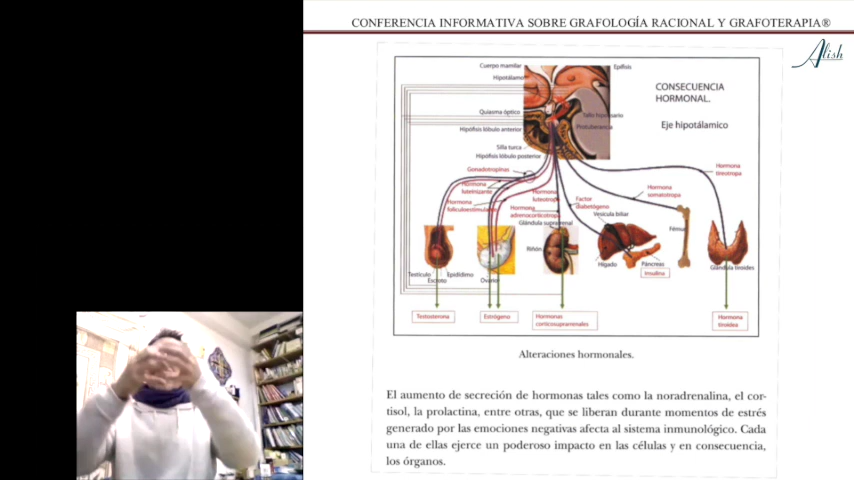 CONFERENCIA INFORMATIVA SOBRE GRAFOLOGÍA RACIONAL Y GRAFOTERAPIA®
Alish
Cuerpo mamilar
Epífisis
Hipotálamo
CONSECUENCIA
HORMONAL.
Quiasma óptico
Tallo
Eje hipotálamico
Hipófisis lóbulo anterior
Protuberancia
Silla turca
Hipófisis lóbulo posterior
Gonadotropinas
Hormona
tireotropa
Hormona
luteinizante
Hormona
somatotropa
Hormona
luteotropa
Factor
diabetógeno
Hormona
foliculoestimulante
Hormona
adrenocorticotropa
Vesícula biliar
Glándula suprarrenal
Fémur
Riñón
Hígado
Páncreas
Insulina
Glándula tiroides
Testículo
Epidídimo
Escroto
Ovario
Testosterona
Estrógeno
Hormonas
corticosuprarrenales
Hormona
tiroidea
Alteraciones hormonales.
El aumento de secreción de hormonas tales como la noradrenalina, el cor-
tisol, la prolactina, entre otras, que se liberan durante momentos de estrés
generado por las emociones negativas afecta al sistema inmunológico. Cada
una de ellas ejerce un poderoso impacto en las células y en consecuencia,
los órganos.